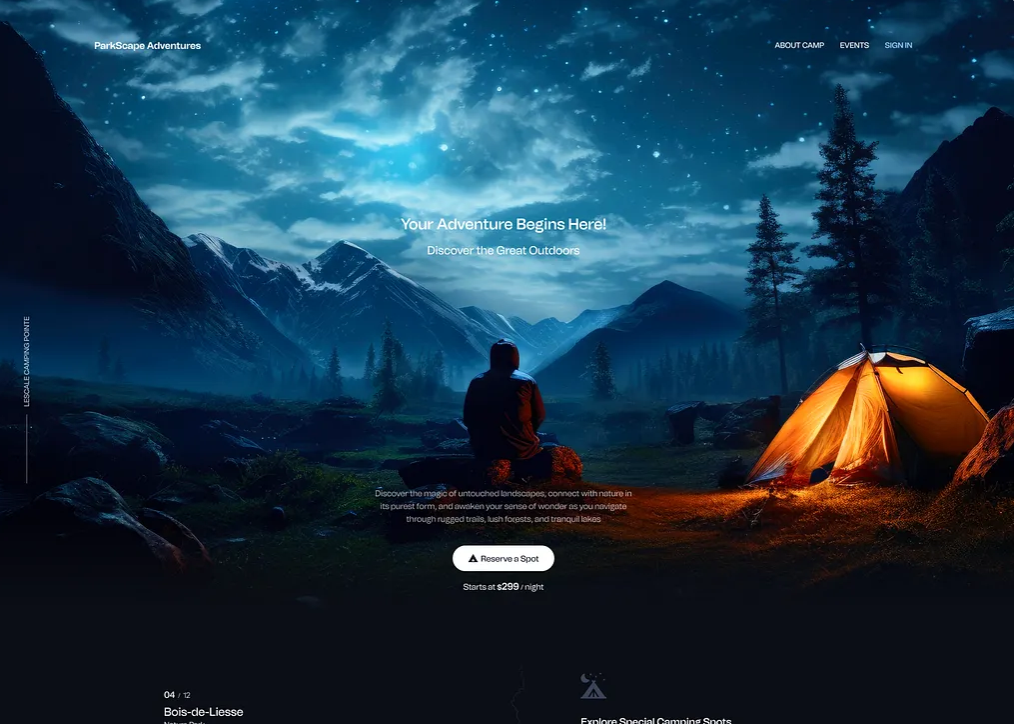 ParkScape Adventures
ABOUT CAMP EVENTS SIGN IN
Your Adventure Begins Here!
Discover the Great Outdoors
LESCALE CAMPING POINTE
Discover the magic of untouched landscapes, connect with nature in
its purest form, and awaken your sense of wonder as you navigate
through rugged trails, lush forests, and tranquil lakes
Reserve a Spot
Starts at $299 / night
04 / 12
Bois-de-Liesse
Nature Park
Explore Special Camping Spots